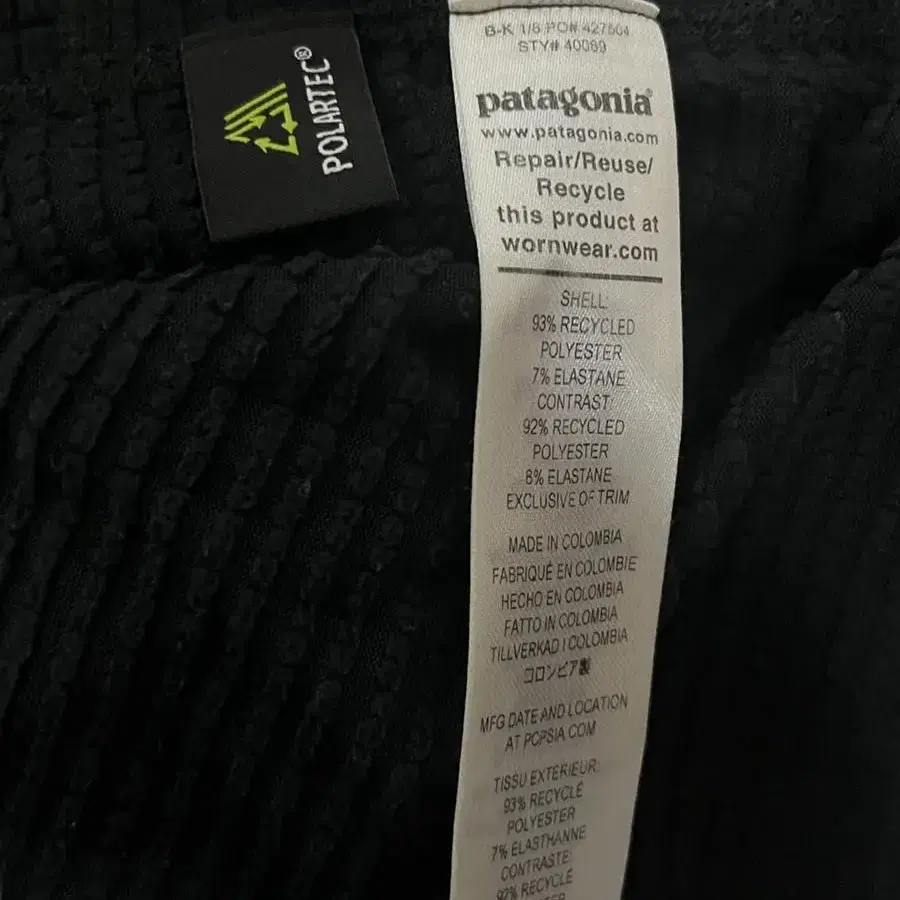 POLARTEC®
B-K 1/8 PO# 427504
STY# 40089
patagonia®
www.patagonia.com
Repair/Reuse/
Recycle
this product at
wornwear.com
SHELL:
93% RECYCLED
POLYESTER
7% ELASTANE
CONTRAST:
92% RECYCLED
POLYESTER
8% ELASTANE
EXCLUSIVE OF TRIM
MADE IN COLOMBIA
FABRIQUÉ EN COLOMBIE
HECHO EN COLOMBIA
FATTO IN COLOMBIA
TILLVERKAD I COLOMBIA
コロンビア製
MFG DATE AND LOCATION
AT PCPSIA.COM
TISSU EXTERIEUR:
93% RECYCLÉ
POLYESTER
7% ELASTHANNE
CONTRASTE:
92% RECYCLÉ